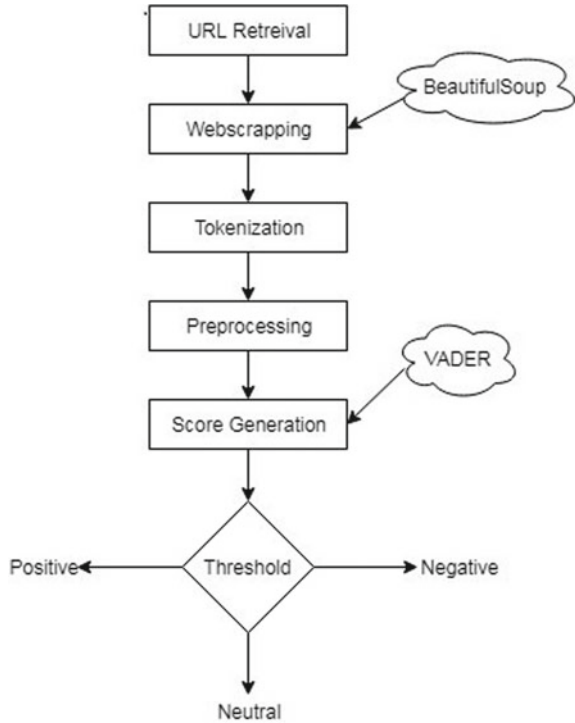 URL Retreival
BeautifulSoup
Webscrapping
Tokenization
Preprocessing
VADER
Score Generation
Positive
Threshold
Negative
Neutral